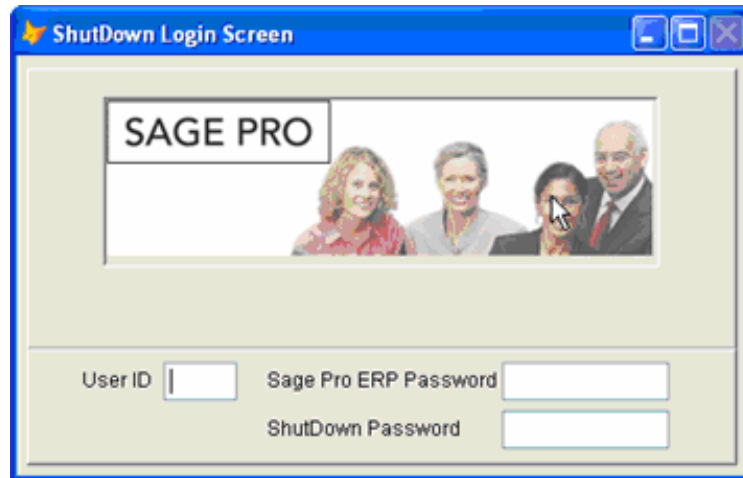 ShutDown Login Screen
SAGE PRO
User ID Sage Pro ERP Password
ShutDown Password